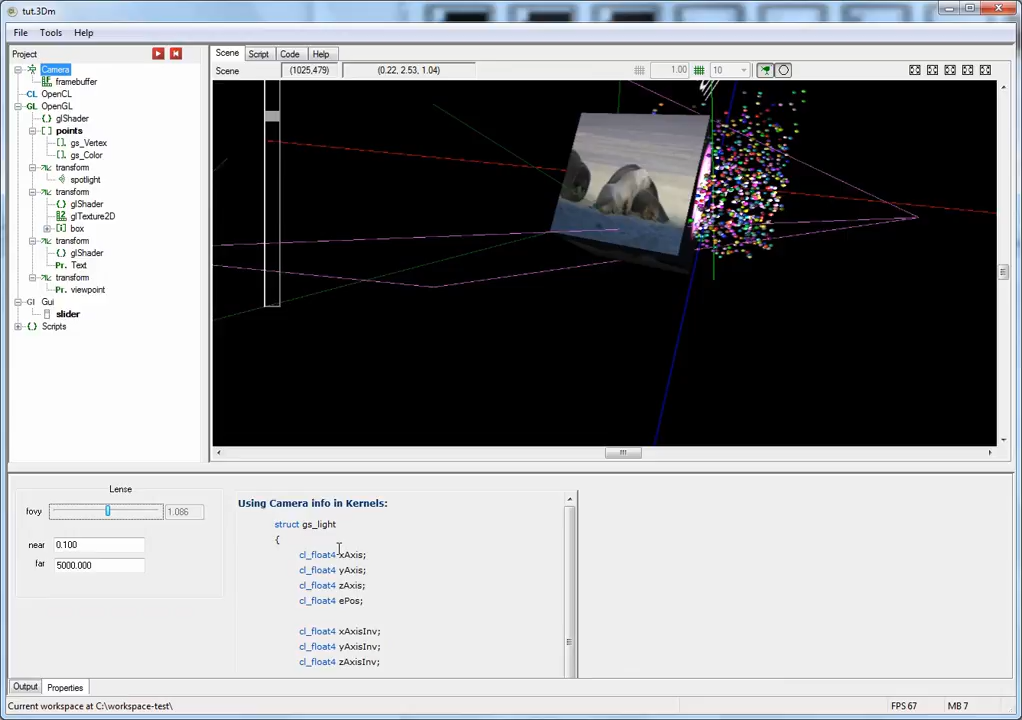 tut.3Dm
File Tools Help
Project
Scene Script Code Help
Scene (1025,479) (0.22, 2.53, 1.04) 1.00 10
Camera
framebuffer
CL OpenCL
GL OpenGL
{} glShader
[ ] points
[]. gs_Vertex
[]. gs_Color
transform
spotlight
transform
{} glShader
glTexture2D
box
transform
{} glShader
Pr. Text
transform
Pr. viewpoint
GI Gui
slider
{} Scripts
Lense
fovy 1.086
near 0.100
far 5000.000
Using Camera info in Kernels:
struct gs_light
{
cl_float4 xAxis;
cl_float4 yAxis;
cl_float4 zAxis;
cl_float4 ePos;
cl_float4 xAxisInv;
cl_float4 yAxisInv;
cl_float4 zAxisInv;
Output Properties
Current workspace at C:\workspace-test\ FPS 67 MB 7